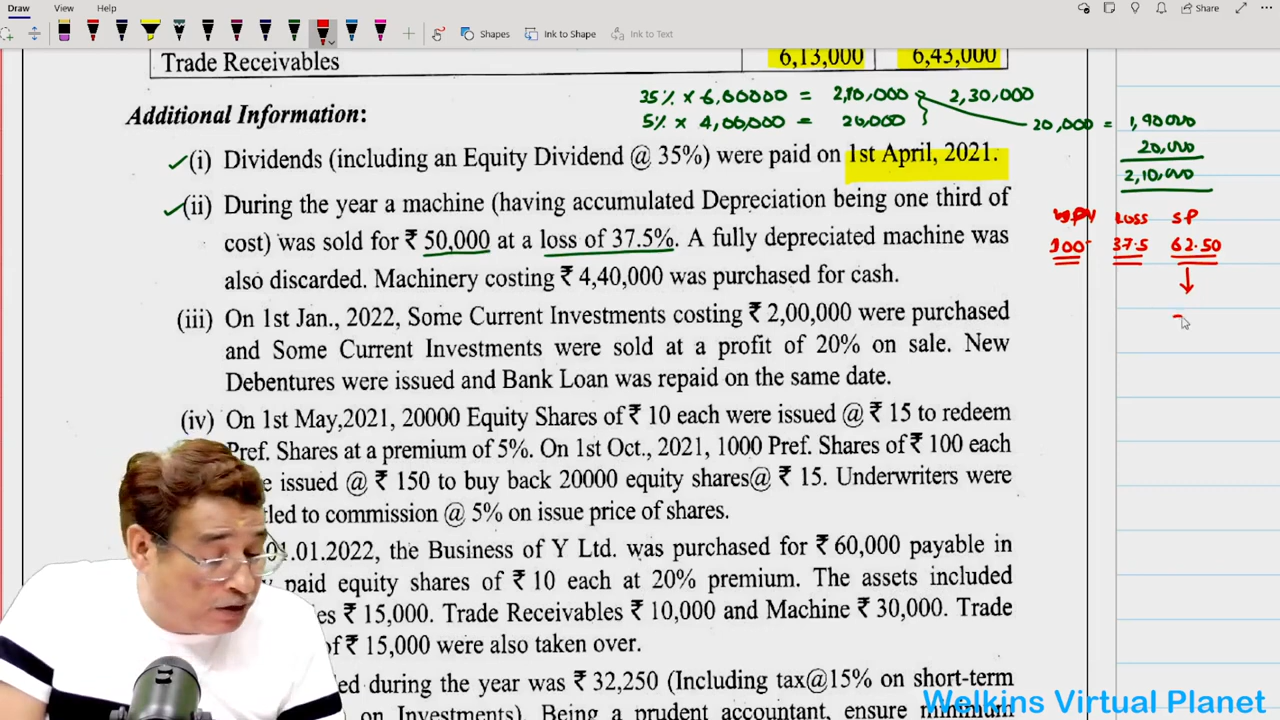 Draw View Help Share
Shapes Ink to Shape Ink to Text
Trade Receivables 6,13,000 6,43,000
35% × 6,00000 = 2,10,000 2,30,000
5% × 4,00,000 = 20,000 20,000 = 1,90000
20,000
2,10,000
Additional Information:
(i) Dividends (including an Equity Dividend @ 35%) were paid on 1st April, 2021.
(ii) During the year a machine (having accumulated Depreciation being one third of
Loss SP
cost) was sold for ₹ 50,000 at a loss of 37.5%. A fully depreciated machine was
100 37.5 62.50
also discarded. Machinery costing ₹ 4,40,000 was purchased for cash.
(iii) On 1st Jan., 2022, Some Current Investments costing ₹ 2,00,000 were purchased
and Some Current Investments were sold at a profit of 20% on sale. New
Debentures were issued and Bank Loan was repaid on the same date.
(iv) On 1st May,2021, 20000 Equity Shares of ₹ 10 each were issued @ ₹ 15 to redeem
Pref. Shares at a premium of 5%. On 1st Oct., 2021, 1000 Pref. Shares of ₹ 100 each
issued @ ₹ 150 to buy back 20000 equity shares@ ₹ 15. Underwriters were
to commission @ 5% on issue price of shares.
01.01.2022, the Business of Y Ltd. was purchased for ₹ 60,000 payable in
paid equity shares of ₹ 10 each at 20% premium. The assets included
₹ 15,000. Trade Receivables ₹ 10,000 and Machine ₹ 30,000. Trade
of ₹ 15,000 were also taken over.
during the year was ₹ 32,250 (Including tax@15% on short-term
on Investments). Being a prudent accountant, ensure minimum
Welkins Virtual Planet